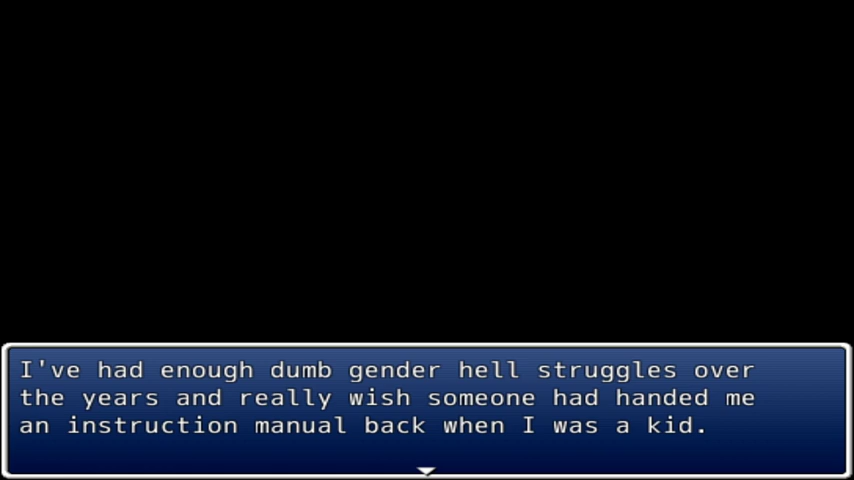 I've had enough dumb gender hell struggles over
the years and really wish someone had handed me
an instruction manual back when I was a kid.